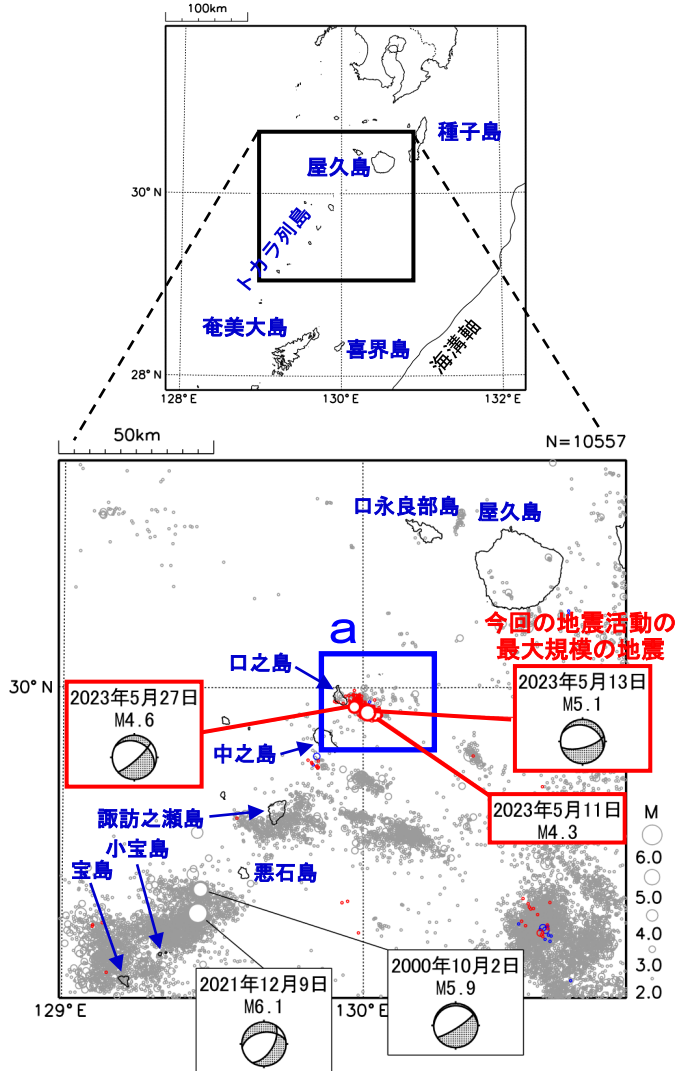 100km
種子島
屋久島
30°N
トカラ列島
奄美大島
喜界島
海溝軸
28°N
128°E
130°E
132°E
50km
N=10557
口永良部島
屋久島
今回の地震活動の
最大規模の地震
a
口之島
30°N
2023年5月27日
M4.6
2023年5月13日
M5.1
中之島
2023年5月11日
M4.3
諏訪之瀬島
小宝島
宝島
悪石島
M
6.0
5.0
4.0
3.0
2.0
129°E
130°E
2021年12月9日
M6.1
2000年10月2日
M5.9